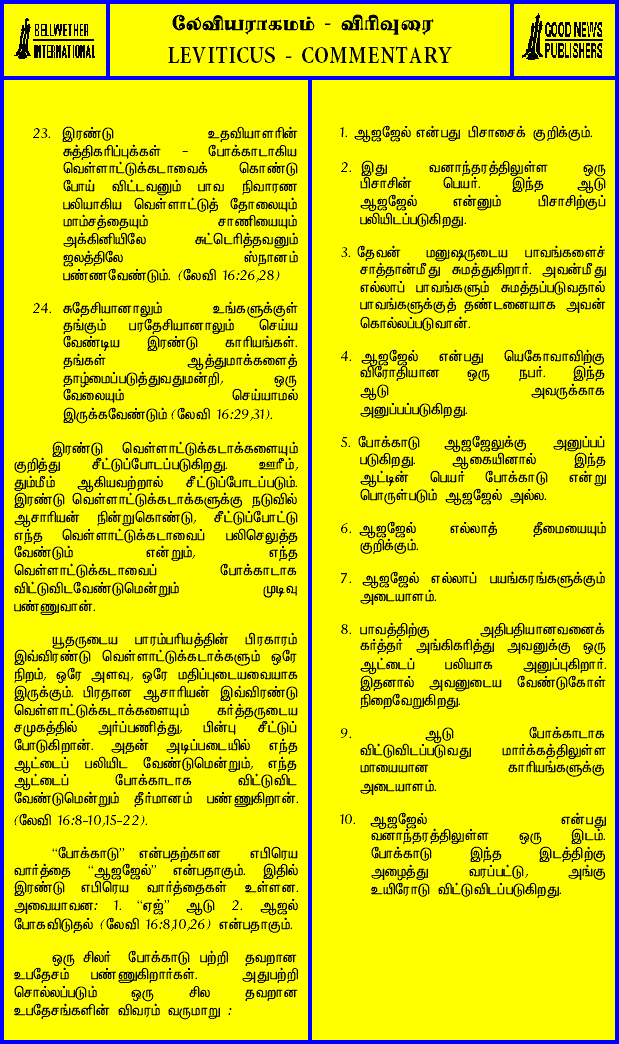 BELLWETHER
INTERNATIONAL
லேவியராகமம் - விரிவுரை
LEVITICUS - COMMENTARY
GOOD NEWS
PUBLISHERS
23. இரண்டு உதவியாளரின்
சுத்திகரிப்புக்கள் - போக்காடாகிய
வெள்ளாட்டுக்கடாவைக் கொண்டு
போய் விட்டவனும் பாவ நிவாரண
பலியாகிய வெள்ளாட்டுத் தோலையும்
மாம்சத்தையும் சாணியையும்
அக்கினியிலே சுட்டெரித்தவனும்
ஜலத்திலே ஸ்நானம்
பண்ணவேண்டும். (லேவி 16:26,28)
24. சுதேசியானாலும் உங்களுக்குள்
தங்கும் பரதேசியானாலும் செய்ய
வேண்டிய இரண்டு காரியங்கள்.
தங்கள் ஆத்துமாக்களைத்
தாழ்மைப்படுத்துவதுமன்றி, ஒரு
வேலையும் செய்யாமல்
இருக்கவேண்டும் (லேவி 16:29,31).
இரண்டு வெள்ளாட்டுக்கடாக்களையும்
குறித்து சீட்டுப்போடப்படுகிறது. ஊரீம்,
தும்மீம் ஆகியவற்றால் சீட்டுப்போடப்படும்.
இரண்டு வெள்ளாட்டுக்கடாக்களுக்கு நடுவில்
ஆசாரியன் நின்றுகொண்டு, சீட்டுப்போட்டு
எந்த வெள்ளாட்டுக்கடாவைப் பலிசெலுத்த
வேண்டும் என்றும், எந்த
வெள்ளாட்டுக்கடாவைப் போக்காடாக
விட்டுவிடவேண்டுமென்றும் முடிவு
பண்ணுவான்.
யூதருடைய பாரம்பரியத்தின் பிரகாரம்
இவ்விரண்டு வெள்ளாட்டுக்கடாக்களும் ஒரே
நிறம், ஒரே அளவு, ஒரே மதிப்புடையவையாக
இருக்கும். பிரதான ஆசாரியன் இவ்விரண்டு
வெள்ளாட்டுக்கடாக்களையும் கர்த்தருடைய
சமுகத்தில் அர்ப்பணித்து, பின்பு சீட்டுப்
போடுகிறான். அதன் அடிப்படையில் எந்த
ஆட்டைப் பலியிட வேண்டுமென்றும், எந்த
ஆட்டைப் போக்காடாக விட்டுவிட
வேண்டுமென்றும் தீர்மானம் பண்ணுகிறான்.
(லேவி 16:8-10,15-22).
“போக்காடு” என்பதற்கான எபிரெய
வார்த்தை “ஆஜஜேல்” என்பதாகும். இதில்
இரண்டு எபிரெய வார்த்தைகள் உள்ளன.
அவையாவன: 1. “ஏஜ்” ஆடு 2. ஆஜல்
போகவிடுதல் (லேவி 16:8,10,26) என்பதாகும்.
ஒரு சிலர் போக்காடு பற்றி தவறான
உபதேசம் பண்ணுகிறார்கள். அதுபற்றி
சொல்லப்படும் ஒரு சில தவறான
உபதேசங்களின் விவரம் வருமாறு :
1. ஆஜஜேல் என்பது பிசாசைக் குறிக்கும்.
2. இது வனாந்தரத்திலுள்ள ஒரு
பிசாசின் பெயர். இந்த ஆடு
ஆஜஜேல் என்னும் பிசாசிற்குப்
பலியிடப்படுகிறது.
3. தேவன் மனுஷருடைய பாவங்களைச்
சாத்தான்மீது சுமத்துகிறார். அவன்மீது
எல்லாப் பாவங்களும் சுமத்தப்படுவதால்
பாவங்களுக்குத் தண்டனையாக அவன்
கொல்லப்படுவான்.
4. ஆஜஜேல் என்பது யெகோவாவிற்கு
விரோதியான ஒரு நபர். இந்த
ஆடு அவருக்காக
அனுப்பப்படுகிறது.
5. போக்காடு ஆஜஜேலுக்கு அனுப்பப்
படுகிறது. ஆகையினால் இந்த
ஆட்டின் பெயர் போக்காடு என்று
பொருள்படும் ஆஜஜேல் அல்ல.
6. ஆஜஜேல் எல்லாத் தீமையையும்
குறிக்கும்.
7. ஆஜஜேல் எல்லாப் பயங்கரங்களுக்கும்
அடையாளம்.
8. பாவத்திற்கு அதிபதியானவனைக்
கர்த்தர் அங்கிகரித்து அவனுக்கு ஒரு
ஆட்டைப் பலியாக அனுப்புகிறார்.
இதனால் அவனுடைய வேண்டுகோள்
நிறைவேறுகிறது.
9. ஆடு போக்காடாக
விட்டுவிடப்படுவது மார்க்கத்திலுள்ள
மாயையான காரியங்களுக்கு
அடையாளம்.
10. ஆஜஜேல் என்பது
வனாந்தரத்திலுள்ள ஒரு இடம்.
போக்காடு இந்த இடத்திற்கு
அழைத்து வரப்பட்டு, அங்கு
உயிரோடு விட்டுவிடப்படுகிறது.